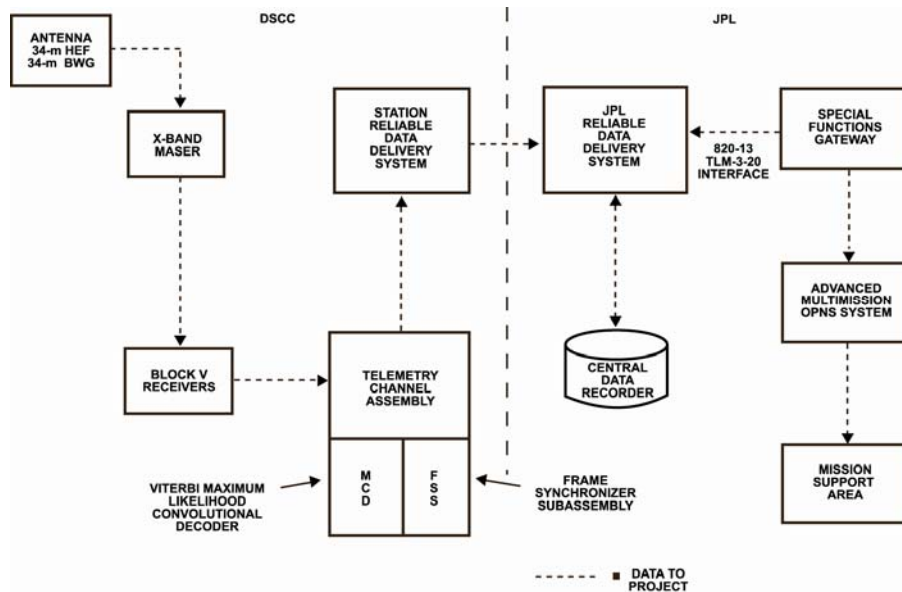 DSCC
JPL
ANTENNA
34-m HEF
34-m BWG
X-BAND
MASER
STATION
RELIABLE
DATA
DELIVERY
SYSTEM
JPL
RELIABLE
DATA
DELIVERY
SYSTEM
820-13
TLM-3-20
INTERFACE
SPECIAL
FUNCTIONS
GATEWAY
ADVANCED
MULTIMISSION
OPNS SYSTEM
BLOCK V
RECEIVERS
TELEMETRY
CHANNEL
ASSEMBLY
CENTRAL
DATA
RECORDER
M
C
D
F
S
S
VITERBI MAXIMUM
LIKELIHOOD
CONVOLUTIONAL
DECODER
FRAME
SYNCHRONIZER
SUBASSEMBLY
MISSION
SUPPORT
AREA
DATA TO
PROJECT